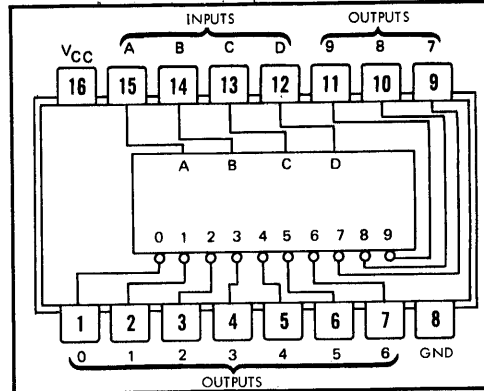 INPUTS OUTPUTS
A B C D 9 8 7
VCC
16 15 14 13 12 11 10 9
A B C D
0 1 2 3 4 5 6 7 8 9
1 2 3 4 5 6 7 8
0 1 2 3 4 5 6 GND
OUTPUTS